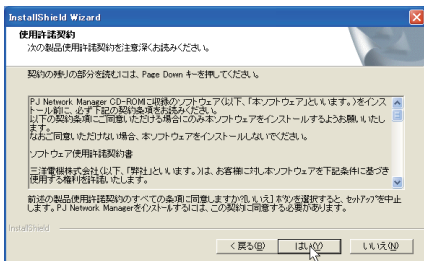 InstallShield Wizard
使用許諾契約
次の製品使用許諾契約を注意深くお読みください。
契約の残りの部分を読むには、Page Down キーを押してください。
PJ Network Manager CD-ROMに収録のソフトウェア(以下、「本ソフトウェア」といいます。)をインス
トール前に、必ず下記の契約条項をお読みください。
以下の契約条項にご同意いただける場合にのみ本ソフトウェアをインストールするようお願いいたし
ます。
なおご同意いただけない場合、本ソフトウェアをインストールしないでください。
ソフトウェア使用許諾契約書
三洋電機株式会社(以下、「弊社」といいます。)は、お客様に対し本ソフトウェアを下記条件に基づき
使用する権利を許諾いたします。
前述の製品使用許諾契約のすべての条項に同意しますか?[いいえ]ボタンを選択すると、セットアップを中止
します。PJ Network Managerをインストールするには、この契約に同意する必要があります。
InstallShield
< 戻る(B)
はい(Y)
いいえ(N)